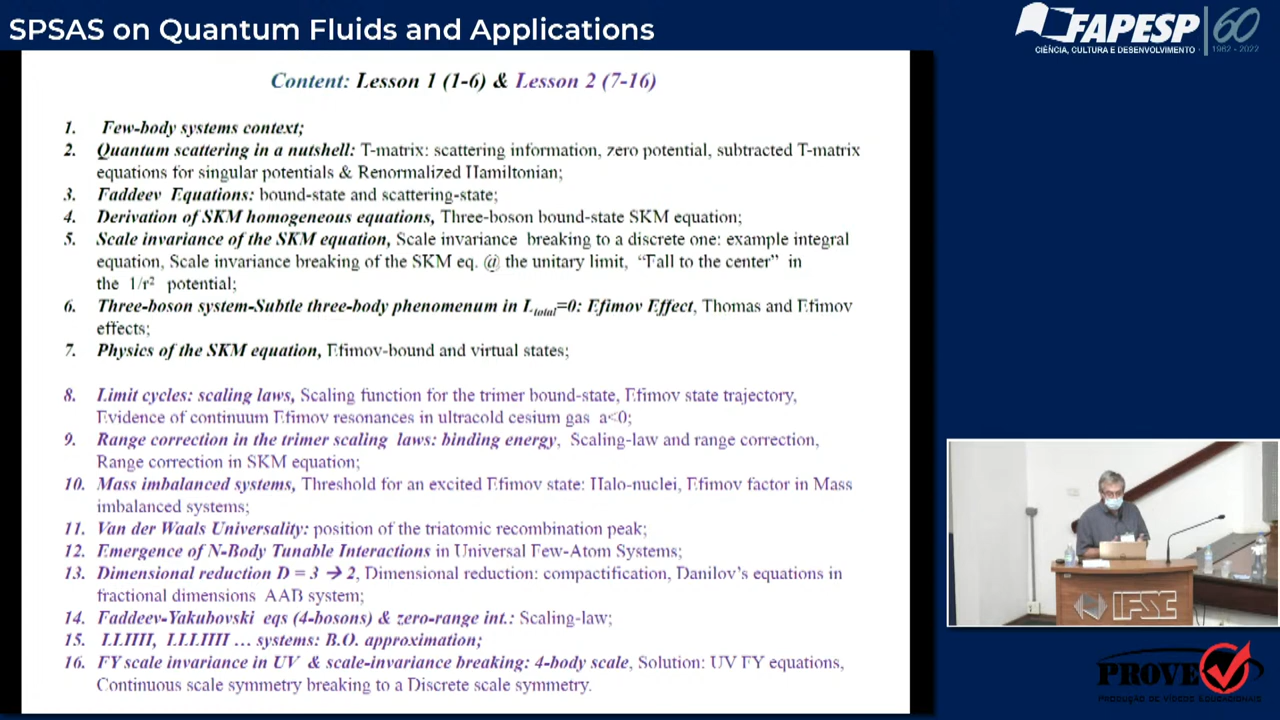 SPSAS on Quantum Fluids and Applications
FAPESP 60
CIÊNCIA, CULTURA E DESENVOLVIMENTO 1962 - 2022
Content: Lesson 1 (1-6) & Lesson 2 (7-16)
1. Few-body systems context;
2. Quantum scattering in a nutshell: T-matrix: scattering information, zero potential, subtracted T-matrix
equations for singular potentials & Renormalized Hamiltonian;
3. Faddeev Equations: bound-state and scattering-state;
4. Derivation of SKM homogeneous equations, Three-boson bound-state SKM equation;
5. Scale invariance of the SKM equation, Scale invariance breaking to a discrete one: example integral
equation, Scale invariance breaking of the SKM eq. @ the unitary limit, “Fall to the center” in
the 1/r² potential;
6. Three-boson system-Subtle three-body phenomenum in Ltotal=0: Efimov Effect, Thomas and Efimov
effects;
7. Physics of the SKM equation, Efimov-bound and virtual states;
8. Limit cycles: scaling laws, Scaling function for the trimer bound-state, Efimov state trajectory,
Evidence of continuum Efimov resonances in ultracold cesium gas a<0;
9. Range correction in the trimer scaling laws: binding energy, Scaling-law and range correction,
Range correction in SKM equation;
10. Mass imbalanced systems, Threshold for an excited Efimov state: Halo-nuclei, Efimov factor in Mass
imbalanced systems;
11. Van der Waals Universality: position of the triatomic recombination peak;
12. Emergence of N-Body Tunable Interactions in Universal Few-Atom Systems;
13. Dimensional reduction D = 3 → 2, Dimensional reduction: compactification, Danilov’s equations in
fractional dimensions AAB system;
14. Faddeev-Yakubovski eqs (4-bosons) & zero-range int.: Scaling-law;
15. LLHH, LLLHH … systems: B.O. approximation;
16. FY scale invariance in UV & scale-invariance breaking: 4-body scale, Solution: UV FY equations,
Continuous scale symmetry breaking to a Discrete scale symmetry.
IFSC
PROVE
PRODUÇÃO DE VÍDEOS EDUCACIONAIS